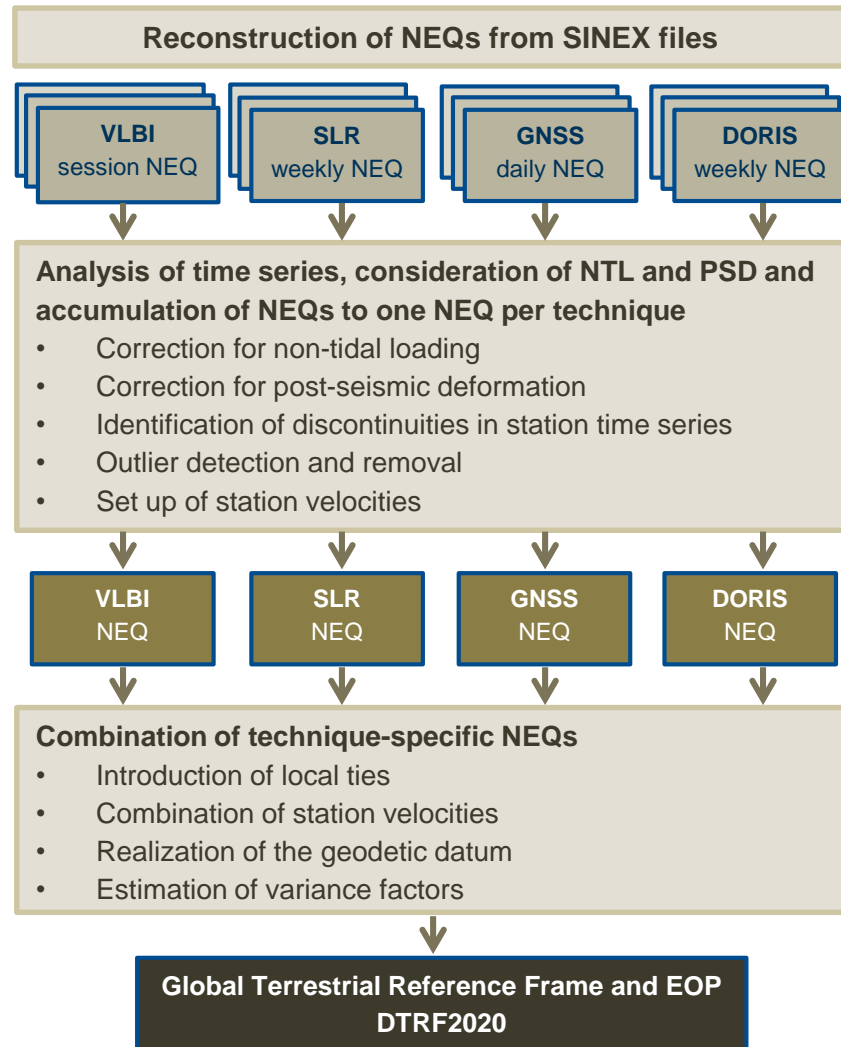 Reconstruction of NEQs from SINEX files
VLBI
session NEQ
SLR
weekly NEQ
GNSS
daily NEQ
DORIS
weekly NEQ
Analysis of time series, consideration of NTL and PSD and
accumulation of NEQs to one NEQ per technique
• Correction for non-tidal loading
• Correction for post-seismic deformation
• Identification of discontinuities in station time series
• Outlier detection and removal
• Set up of station velocities
VLBI
NEQ
SLR
NEQ
GNSS
NEQ
DORIS
NEQ
Combination of technique-specific NEQs
• Introduction of local ties
• Combination of station velocities
• Realization of the geodetic datum
• Estimation of variance factors
Global Terrestrial Reference Frame and EOP
DTRF2020